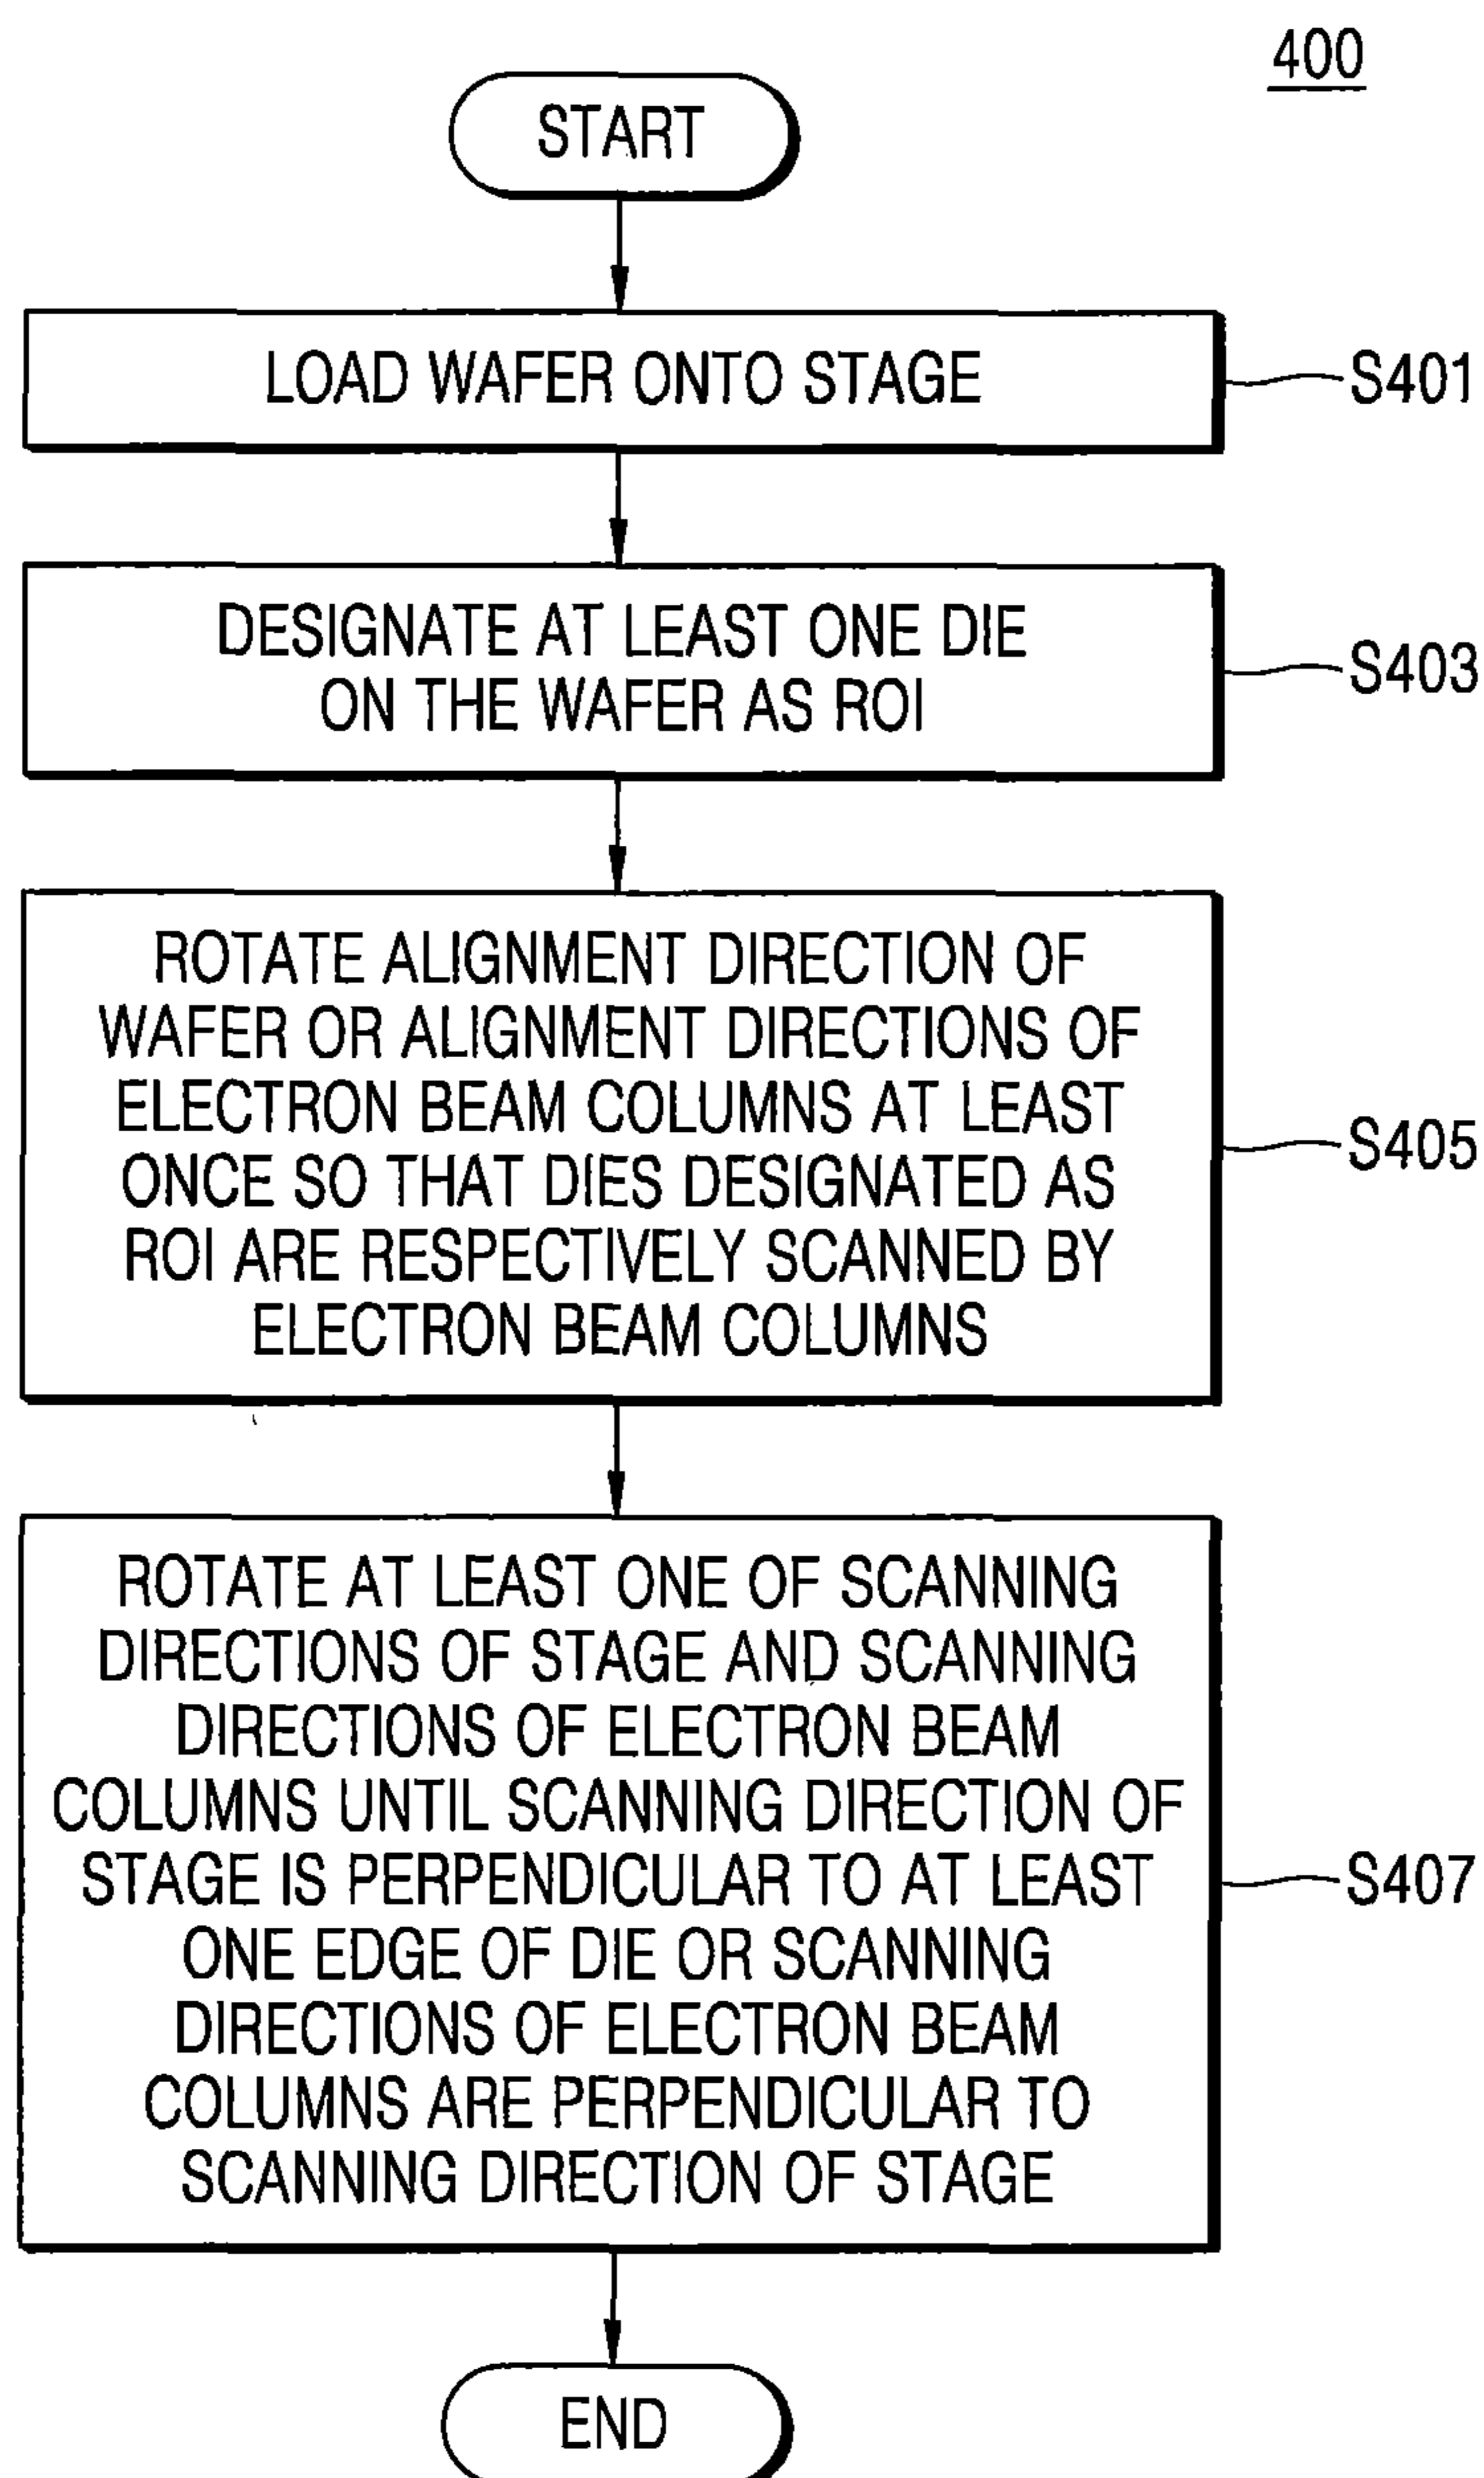 400
START
LOAD WAFER ONTO STAGE
S401
DESIGNATE AT LEAST ONE DIE
ON THE WAFER AS ROI
S403
ROTATE ALIGNMENT DIRECTION OF
WAFER OR ALIGNMENT DIRECTIONS OF
ELECTRON BEAM COLUMNS AT LEAST
ONCE SO THAT DIES DESIGNATED AS
ROI ARE RESPECTIVELY SCANNED BY
ELECTRON BEAM COLUMNS
S405
ROTATE AT LEAST ONE OF SCANNING
DIRECTIONS OF STAGE AND SCANNING
DIRECTIONS OF ELECTRON BEAM
COLUMNS UNTIL SCANNING DIRECTION OF
STAGE IS PERPENDICULAR TO AT LEAST
ONE EDGE OF DIE OR SCANNING
DIRECTIONS OF ELECTRON BEAM
COLUMNS ARE PERPENDICULAR TO
SCANNING DIRECTION OF STAGE
S407
END